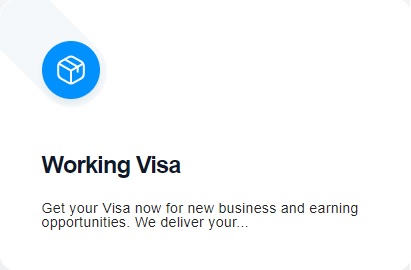 Working Visa
Get your Visa now for new business and earning
opportunities. We deliver your...